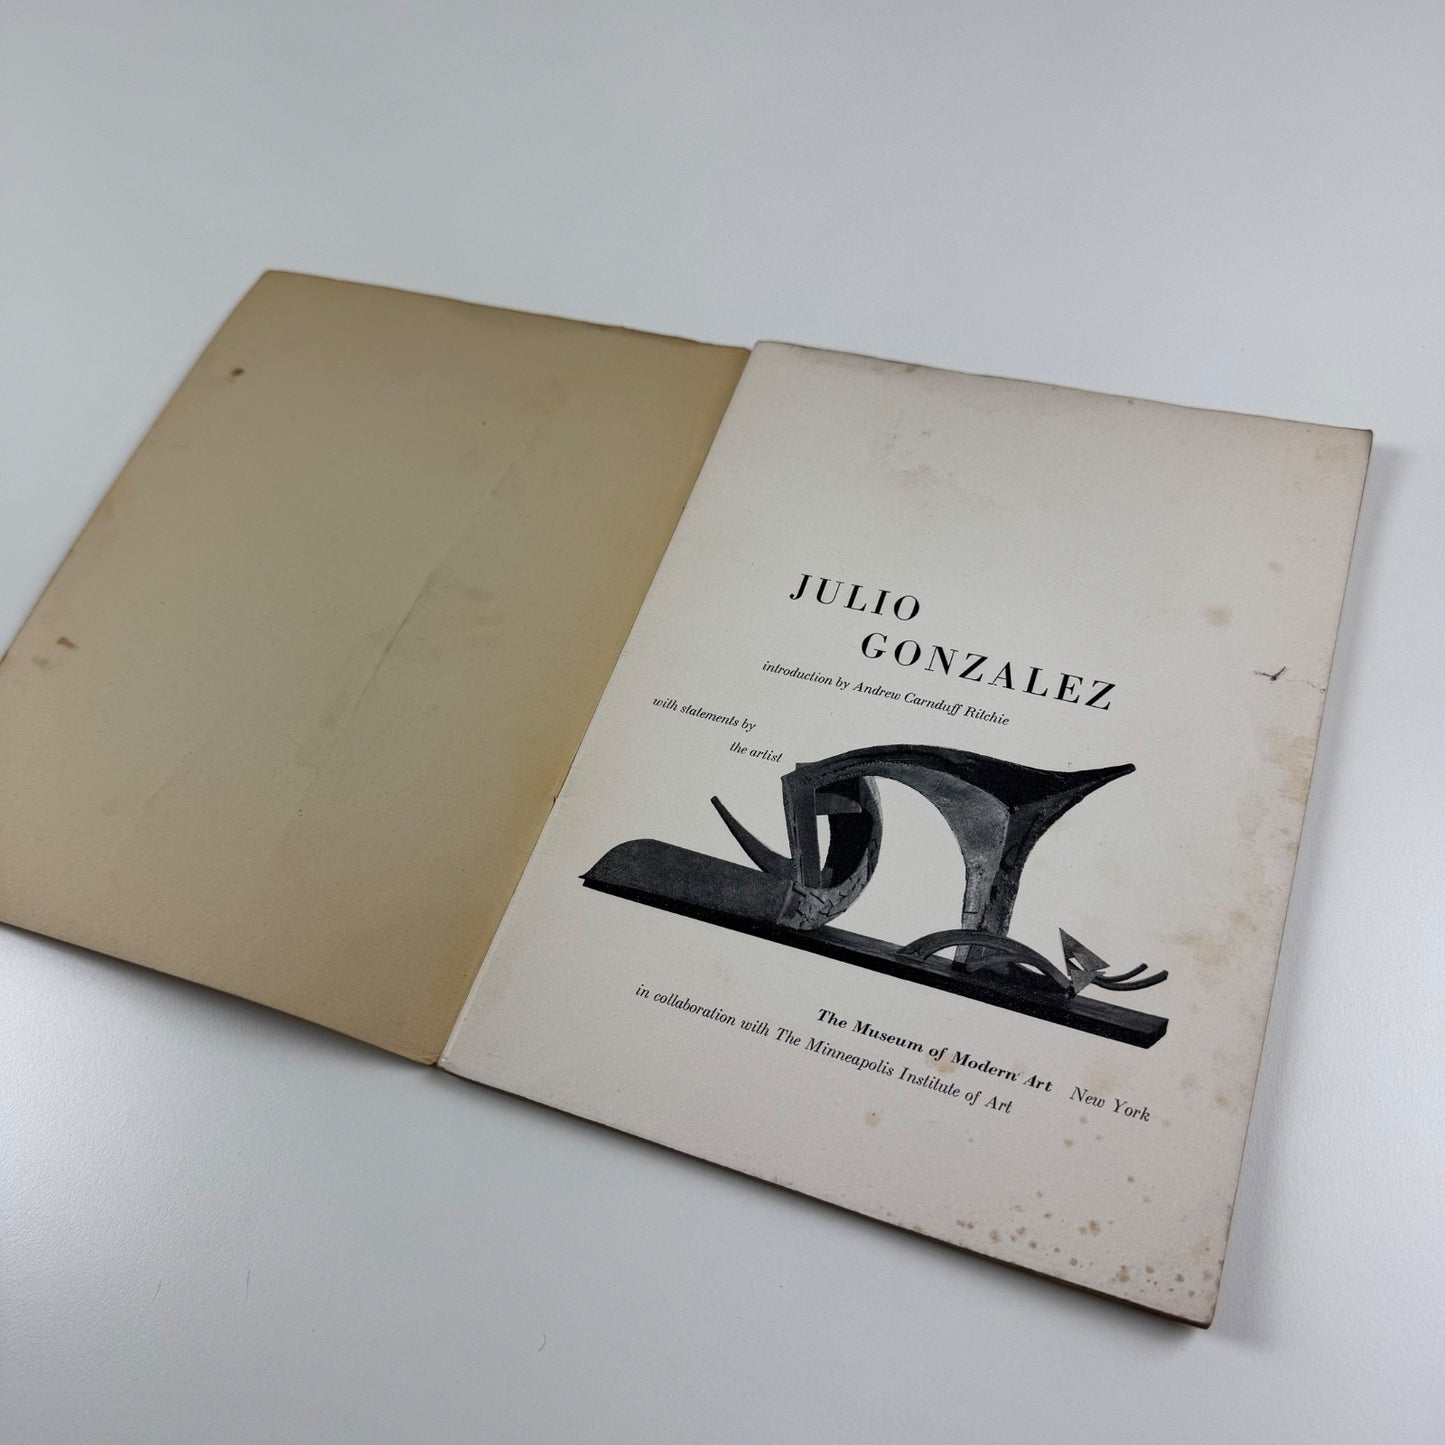 JULIO
GONZALEZ
introduction by Andrew Carnduff Ritchie
with statements by
the artist
The Museum of Modern Art New York
in collaboration with The Minneapolis Institute of Art